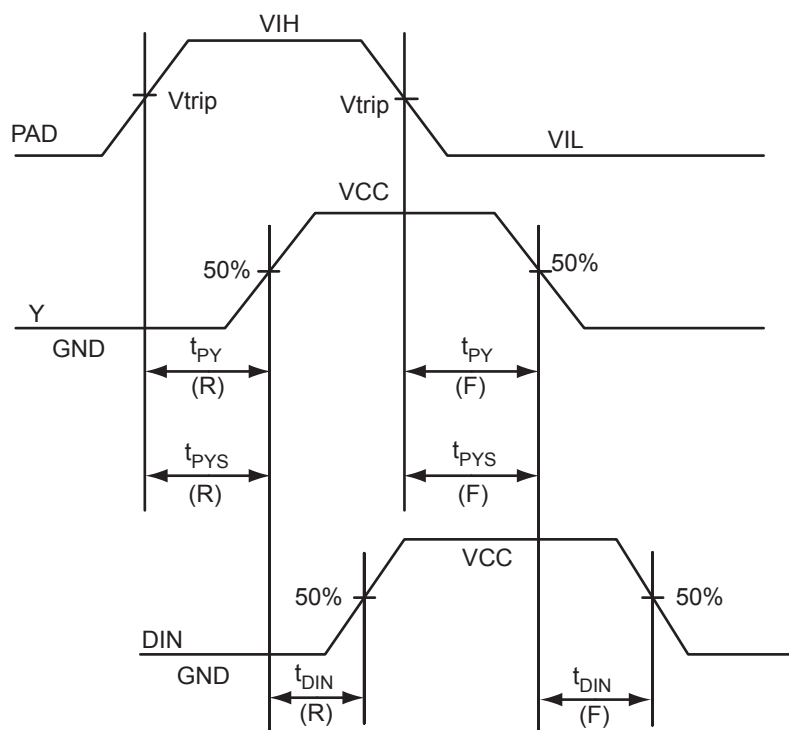 VIH
Vtrip
Vtrip
PAD
VIL
VCC
50%
50%
Y
GND
tPY
(R)
tPY
(F)
tPYS
(R)
tPYS
(F)
VCC
50%
50%
DIN
GND
tDIN
(R)
tDIN
(F)